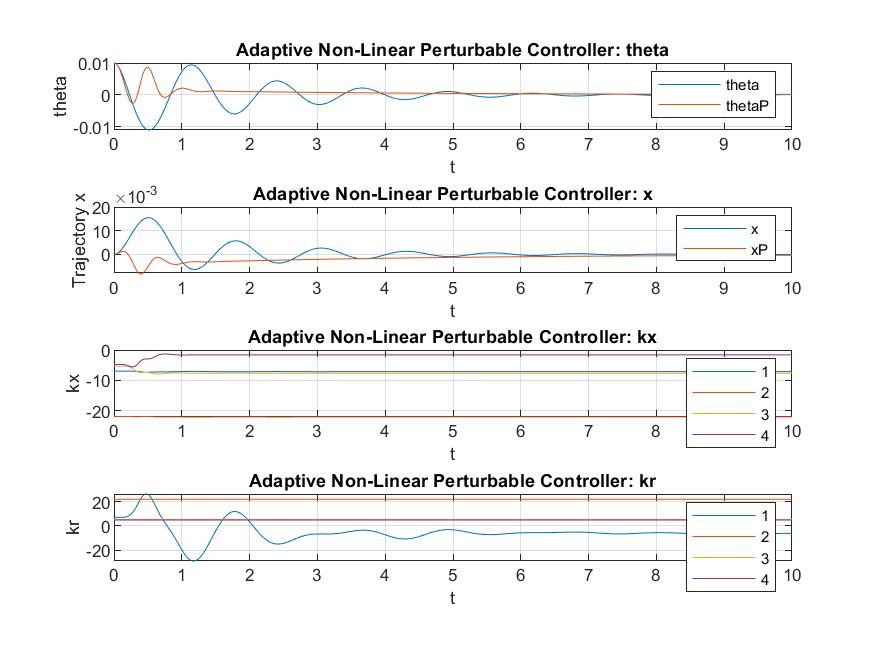 Adaptive Non-Linear Perturbable Controller: theta
theta
0.01
0
-0.01
theta
thetaP
0 1 2 3 4 5 6 7 8 9 10
t
Adaptive Non-Linear Perturbable Controller: x
×10-3
Trajectory x
20
10
0
x
xP
0 1 2 3 4 5 6 7 8 10
t
Adaptive Non-Linear Perturbable Controller: kx
kx
0
-10
-20
1
2
3
4
0 1 2 3 4 5 6 7 8 10
t
Adaptive Non-Linear Perturbable Controller: kr
kr
20
0
-20
1
2
3
4
0 1 2 3 4 5 6 7 8 10
t